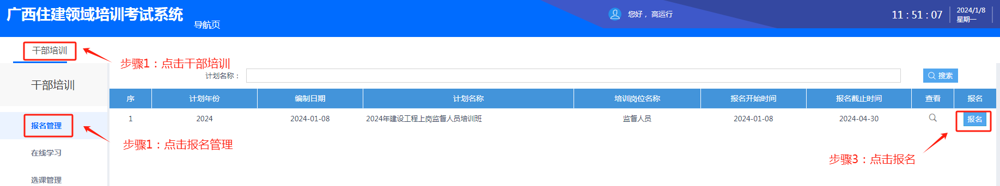 广西住建领域培训考试系统
导航页
您好，高运行
11 : 51 : 07
2024/1/8
星期一
干部培训
步骤1：点击干部培训
干部培训
计划名称：
搜索
序 计划年份 编制日期 计划名称 培训岗位名称 报名开始时间 报名截止时间 查看 报名
1 2024 2024-01-08 2024年建设工程上岗监督人员培训班 监督人员 2024-01-08 2024-04-30 报名
报名管理
步骤1：点击报名管理
在线学习
步骤3：点击报名
选课管理